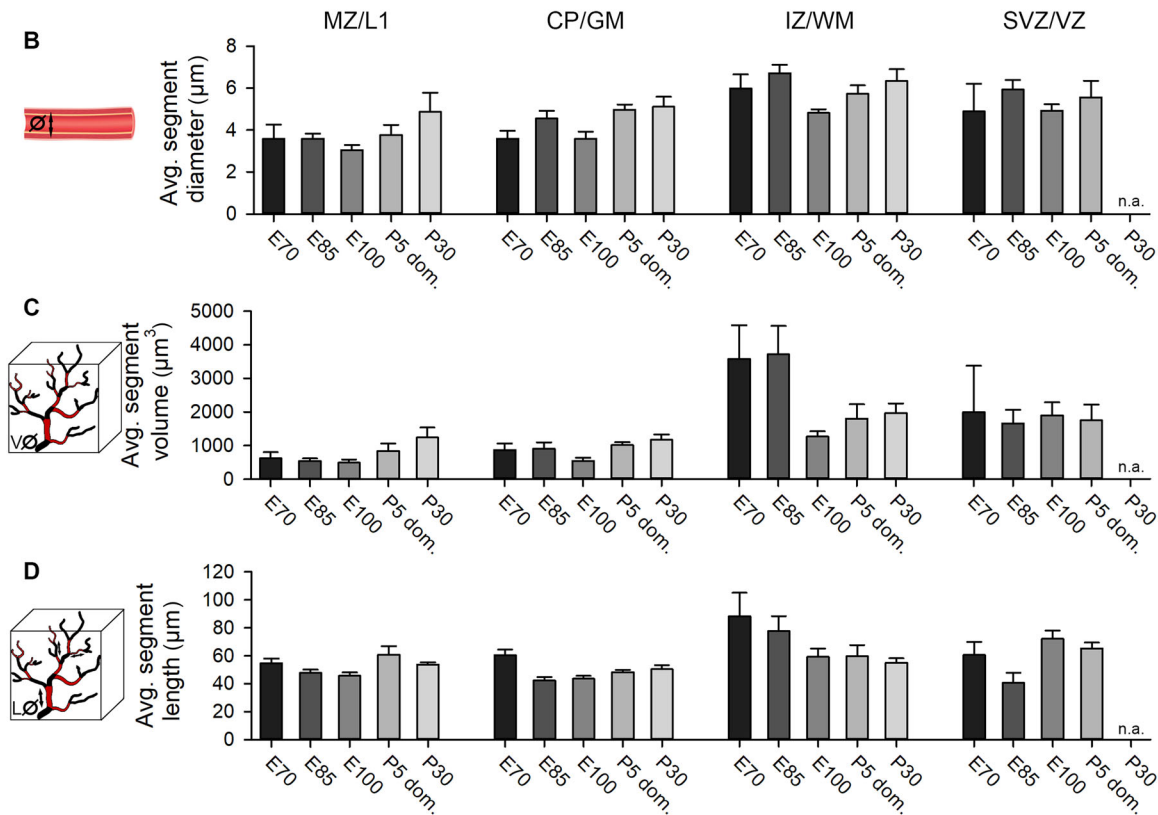 MZ/L1 CP/GM IZ/WM SVZ/VZ
B
Ø
Avg. segment
diameter (µm)
8
6
4
2
0
n.a.
E70 E85 E100 P5 dom. P30 E70 E85 E100 P5 dom. P30 E70 E85 E100 P5 dom. P30 E70 E85 E100 P5 dom. P30
C
VØ
Avg. segment
volume (µm³)
5000
4000
3000
2000
1000
0
n.a.
E70 E85 E100 P5 dom. P30 E70 E85 E100 P5 dom. P30 E70 E85 E100 P5 dom. P30 E70 E85 E100 P5 dom. P30
D
LØ
Avg. segment
length (µm)
120
100
80
60
40
20
0
n.a.
E70 E85 E100 P5 dom. P30 E70 E85 E100 P5 dom. P30 E70 E85 E100 P5 dom. P30 E70 E85 E100 P5 dom. P30